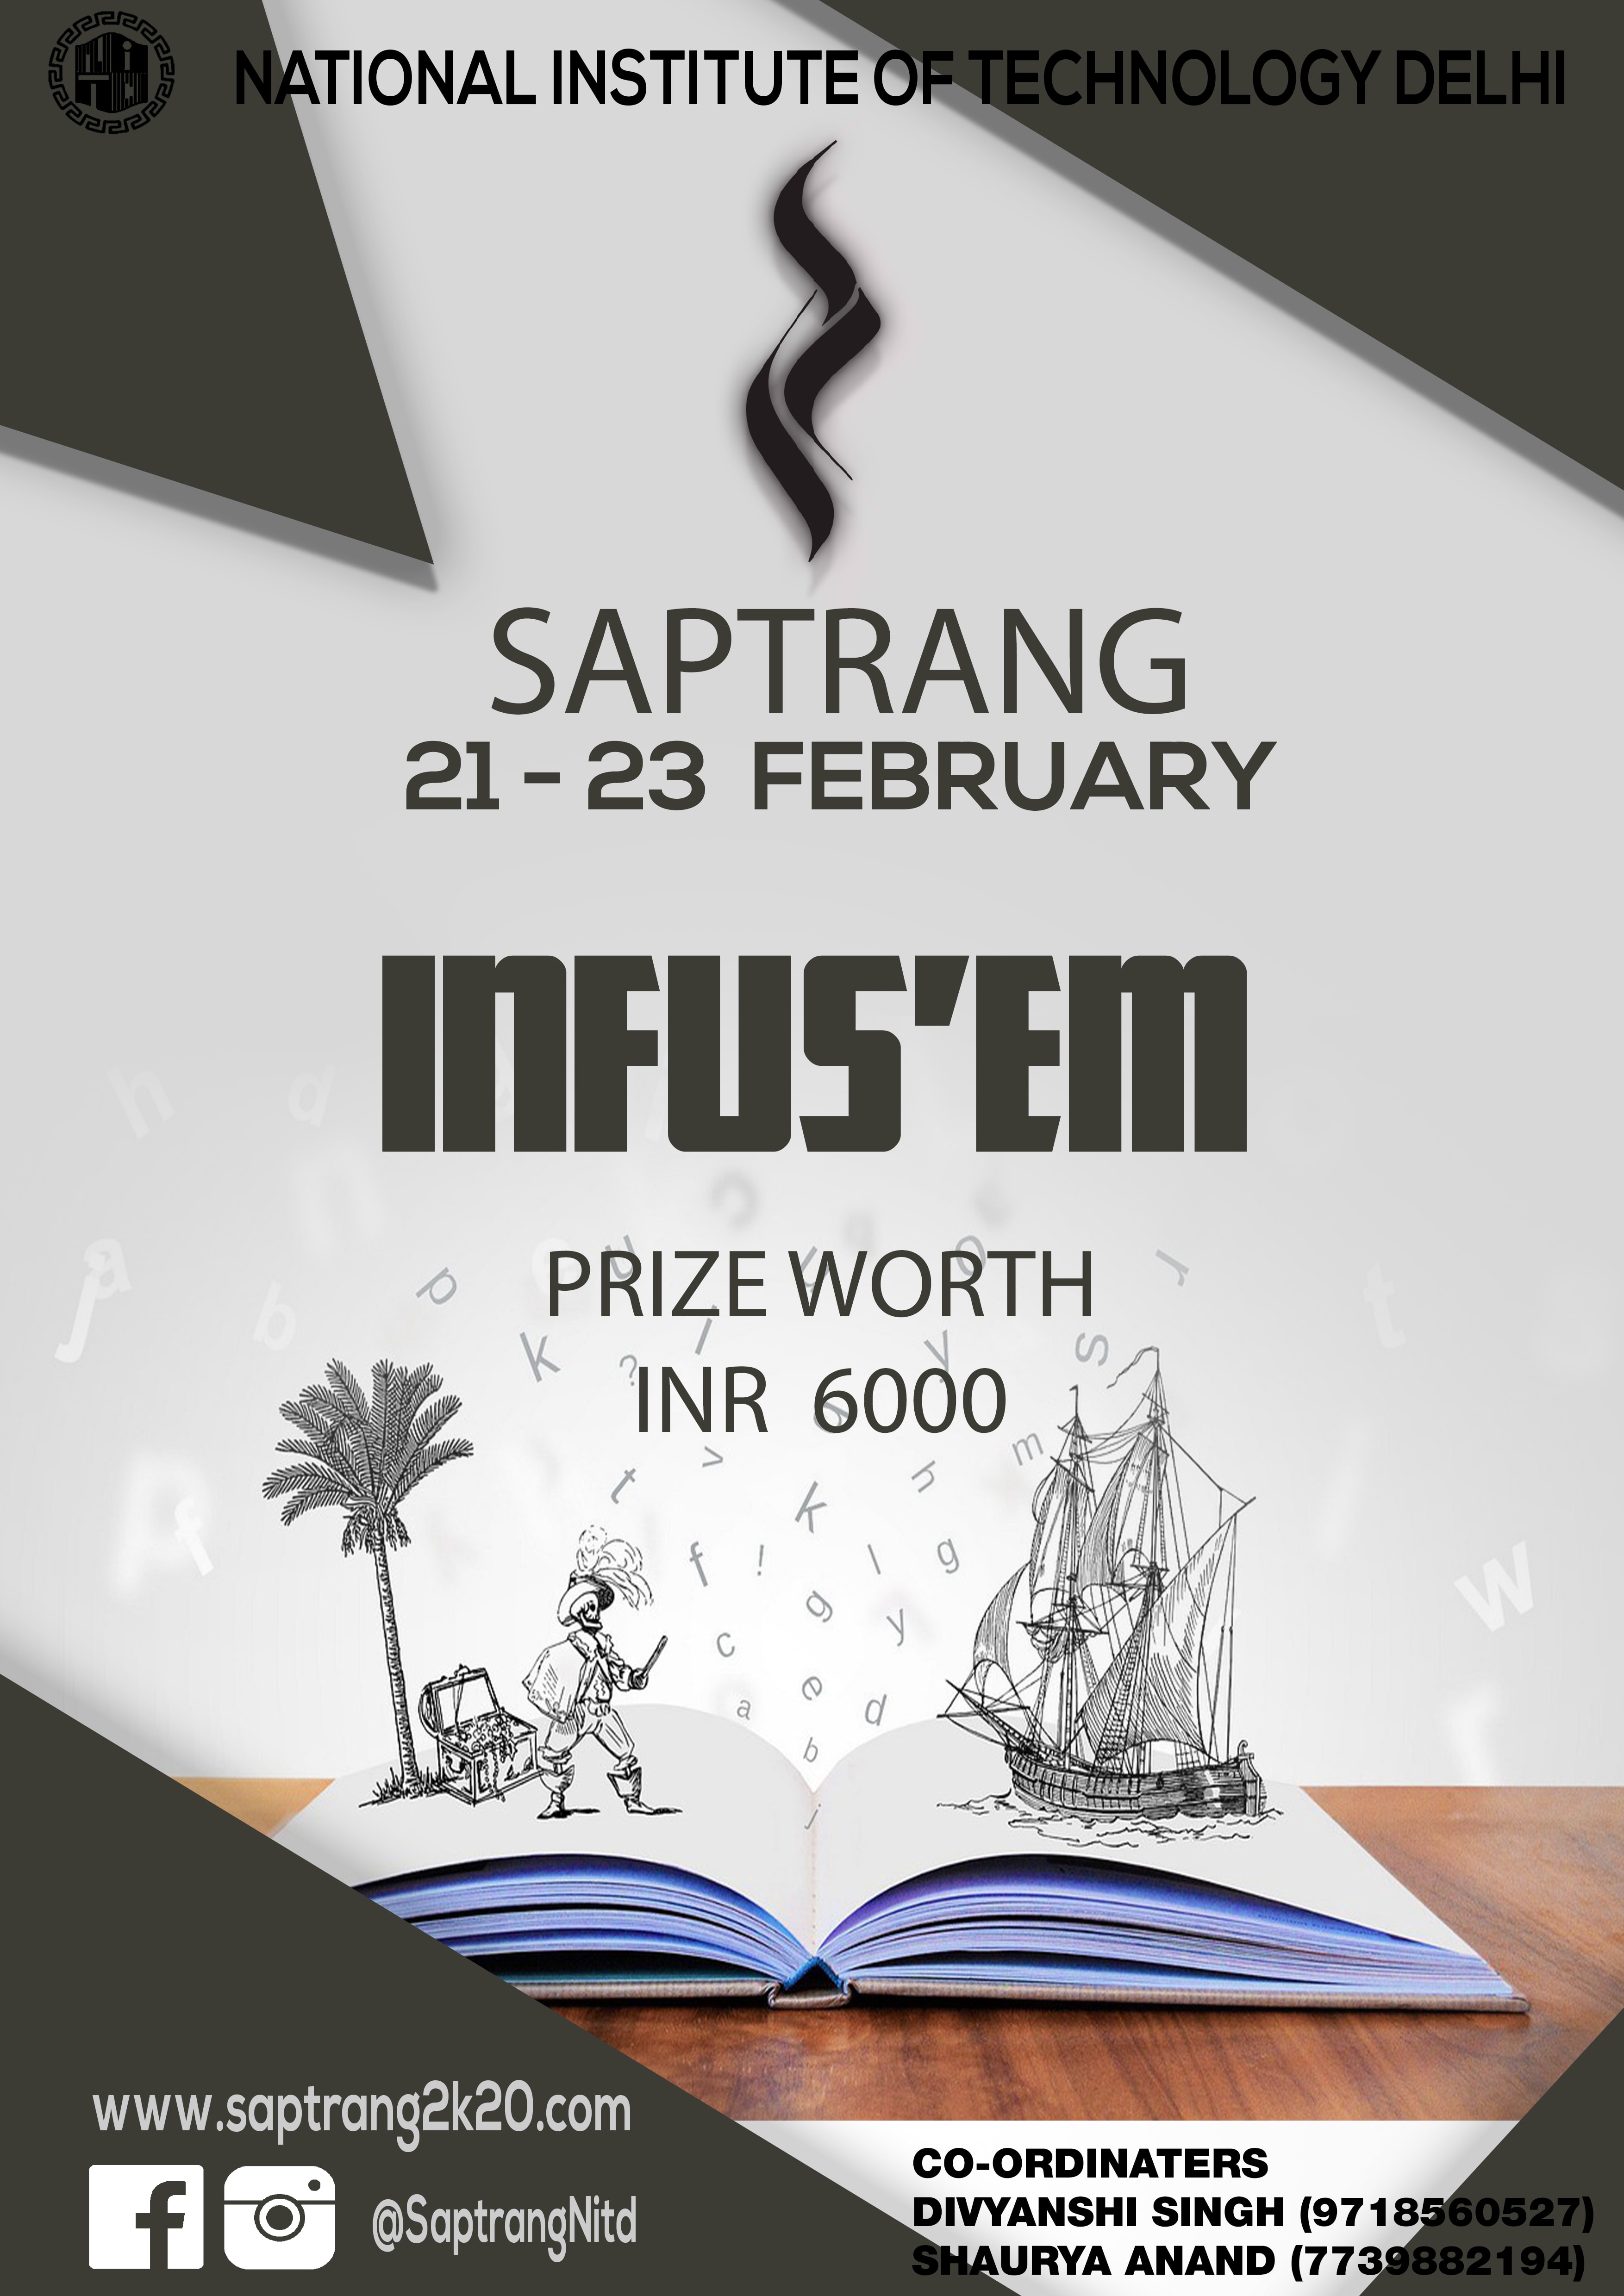 NATIONAL INSTITUTE OF TECHNOLOGY DELHI
SAPTRANG
21 - 23 FEBRUARY
INFUS'EM
PRIZE WORTH
INR 6000
www.saptrang2k20.com
@SaptrangNitd
CO-ORDINATERS
DIVYANSHI SINGH (9718560527)
SHAURYA ANAND (7739882194)